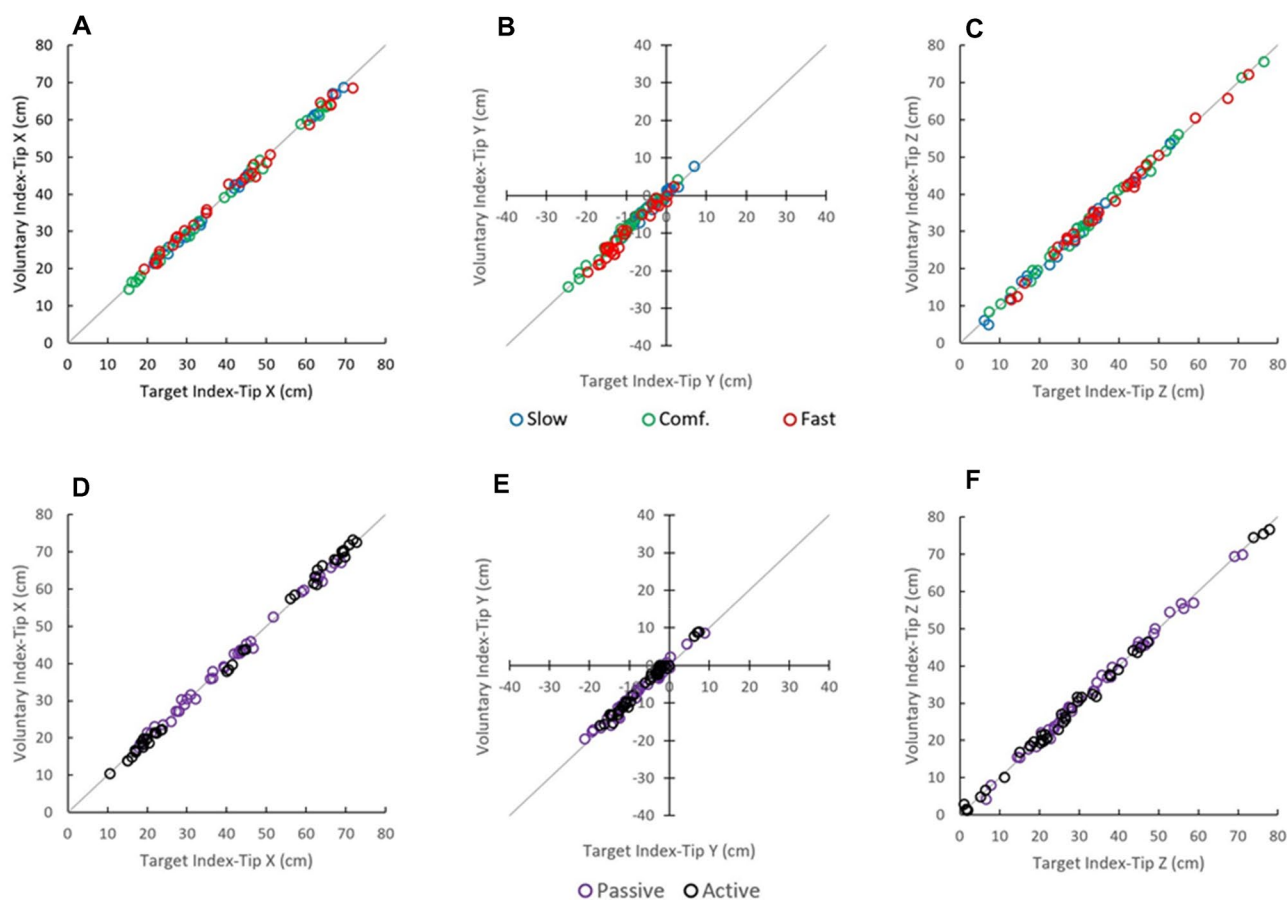 A
80
70
60
50
40
30
20
10
0
0 10 20 30 40 50 60 70 80
Voluntary Index-Tip X (cm)
Target Index-Tip X (cm)
B
40
30
20
10
0
-10
-20
-30
-40
-40 -30 -20 -10 0 10 20 30 40
Voluntary Index-Tip Y (cm)
Target Index-Tip Y (cm)
C
80
70
60
50
40
30
20
10
0
0 10 20 30 40 50 60 70 80
Voluntary Index-Tip Z (cm)
Target Index-Tip Z (cm)
Slow Comf. Fast
D
80
70
60
50
40
30
20
10
0
0 10 20 30 40 50 60 70 80
Voluntary Index-Tip X (cm)
Target Index-Tip X (cm)
E
40
30
20
10
0
-10
-20
-30
-40
-40 -30 -20 -10 0 10 20 30 40
Voluntary Index-Tip Y (cm)
Target Index-Tip Y (cm)
F
80
70
60
50
40
30
20
10
0
0 10 20 30 40 50 60 70 80
Voluntary Index-Tip Z (cm)
Target Index-Tip Z (cm)
Passive Active